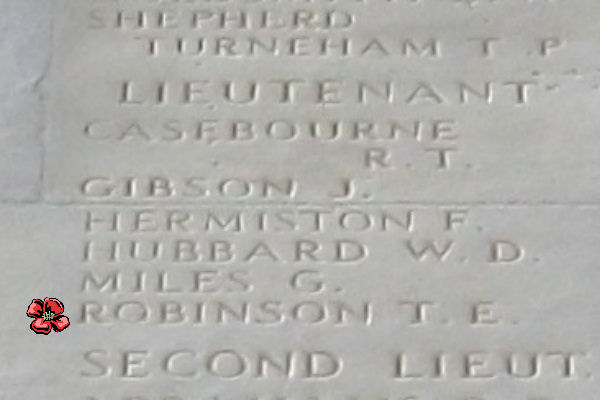 SHEPHERD
TURNEHAM T P
LIEUTENANT
CASEBOURNE
R. T.
GIBSON J.
HERMISTON F.
HUBBARD W. D.
MILES G.
ROBINSON T. E.
SECOND LIEUT.